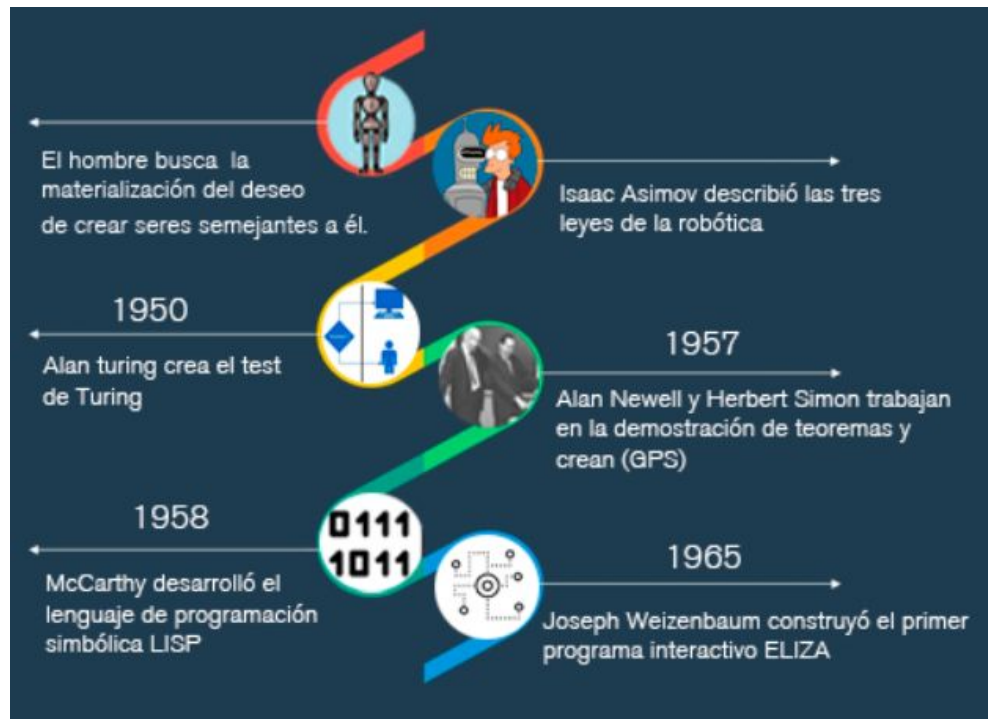 El hombre busca la
materialización del deseo
de crear seres semejantes a él.
Isaac Asimov describió las tres
leyes de la robótica
1950
Alan turing crea el test
de Turing
1957
Alan Newell y Herbert Simon trabajan
en la demostración de teoremas y
crean (GPS)
1958
McCarthy desarrolló el
lenguaje de programación
simbólica LISP
0111
1011
1965
Joseph Weizenbaum construyó el primer
programa interactivo ELIZA